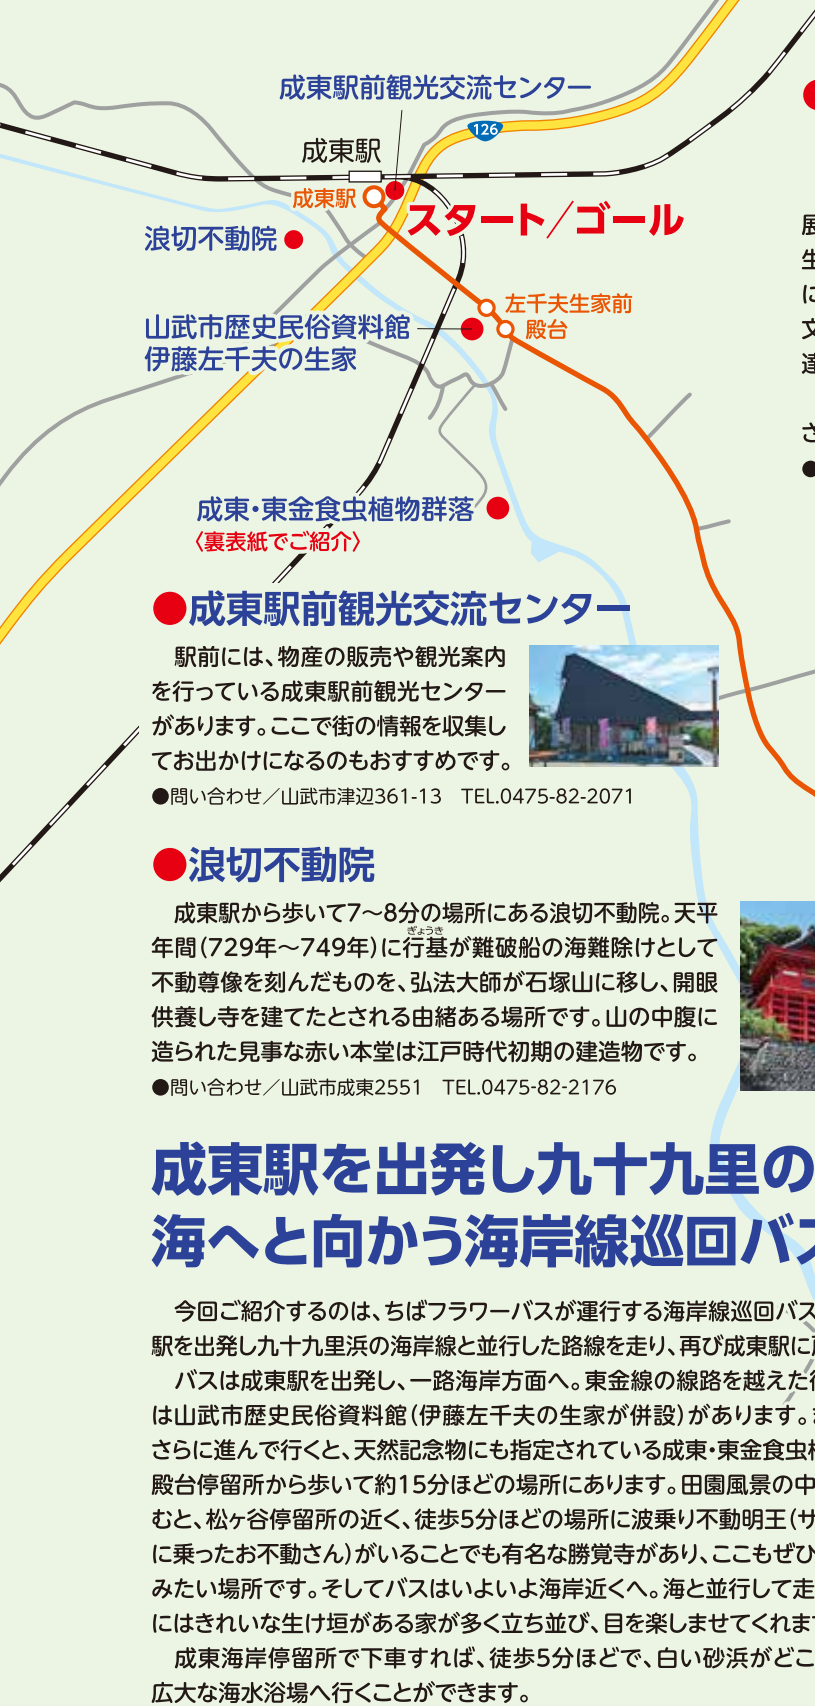 成東駅前観光交流センター
126
成東駅
成東駅
スタート／ゴール
浪切不動院
左千夫生家前
殿台
山武市歴史民俗資料館
伊藤左千夫の生家
成東・東金食虫植物群落
〈裏表紙でご紹介〉
展
生
に
文
達
さ
●
●成東駅前観光交流センター
駅前には、物産の販売や観光案内
を行っている成東駅前観光センター
があります。ここで街の情報を収集し
てお出かけになるのもおすすめです。
●問い合わせ／山武市津辺361-13　TEL.0475-82-2071
●浪切不動院
成東駅から歩いて7～8分の場所にある浪切不動院。天平
ぎょうき
年間(729年～749年)に行基が難破船の海難除けとして
不動尊像を刻んだものを、弘法大師が石塚山に移し、開眼
供養し寺を建てたとされる由緒ある場所です。山の中腹に
造られた見事な赤い本堂は江戸時代初期の建造物です。
●問い合わせ／山武市成東2551　TEL.0475-82-2176
成東駅を出発し九十九里の
海へと向かう海岸線巡回バス
今回ご紹介するのは、ちばフラワーバスが運行する海岸線巡回バス
駅を出発し九十九里浜の海岸線と並行した路線を走り、再び成東駅に
バスは成東駅を出発し、一路海岸方面へ。東金線の線路を越えた
は山武市歴史民俗資料館(伊藤左千夫の生家が併設)があります。
さらに進んで行くと、天然記念物にも指定されている成東・東金食虫
殿台停留所から歩いて約15分ほどの場所にあります。田園風景の中
むと、松ヶ谷停留所の近く、徒歩5分ほどの場所に波乗り不動明王(サ
に乗ったお不動さん)がいることでも有名な勝覚寺があり、ここもぜひ
みたい場所です。そしてバスはいよいよ海岸近くへ。海と並行して走
にはきれいな生け垣がある家が多く立ち並び、目を楽しませてくれま
成東海岸停留所で下車すれば、徒歩5分ほどで、白い砂浜がどこ
広大な海水浴場へ行くことができます。